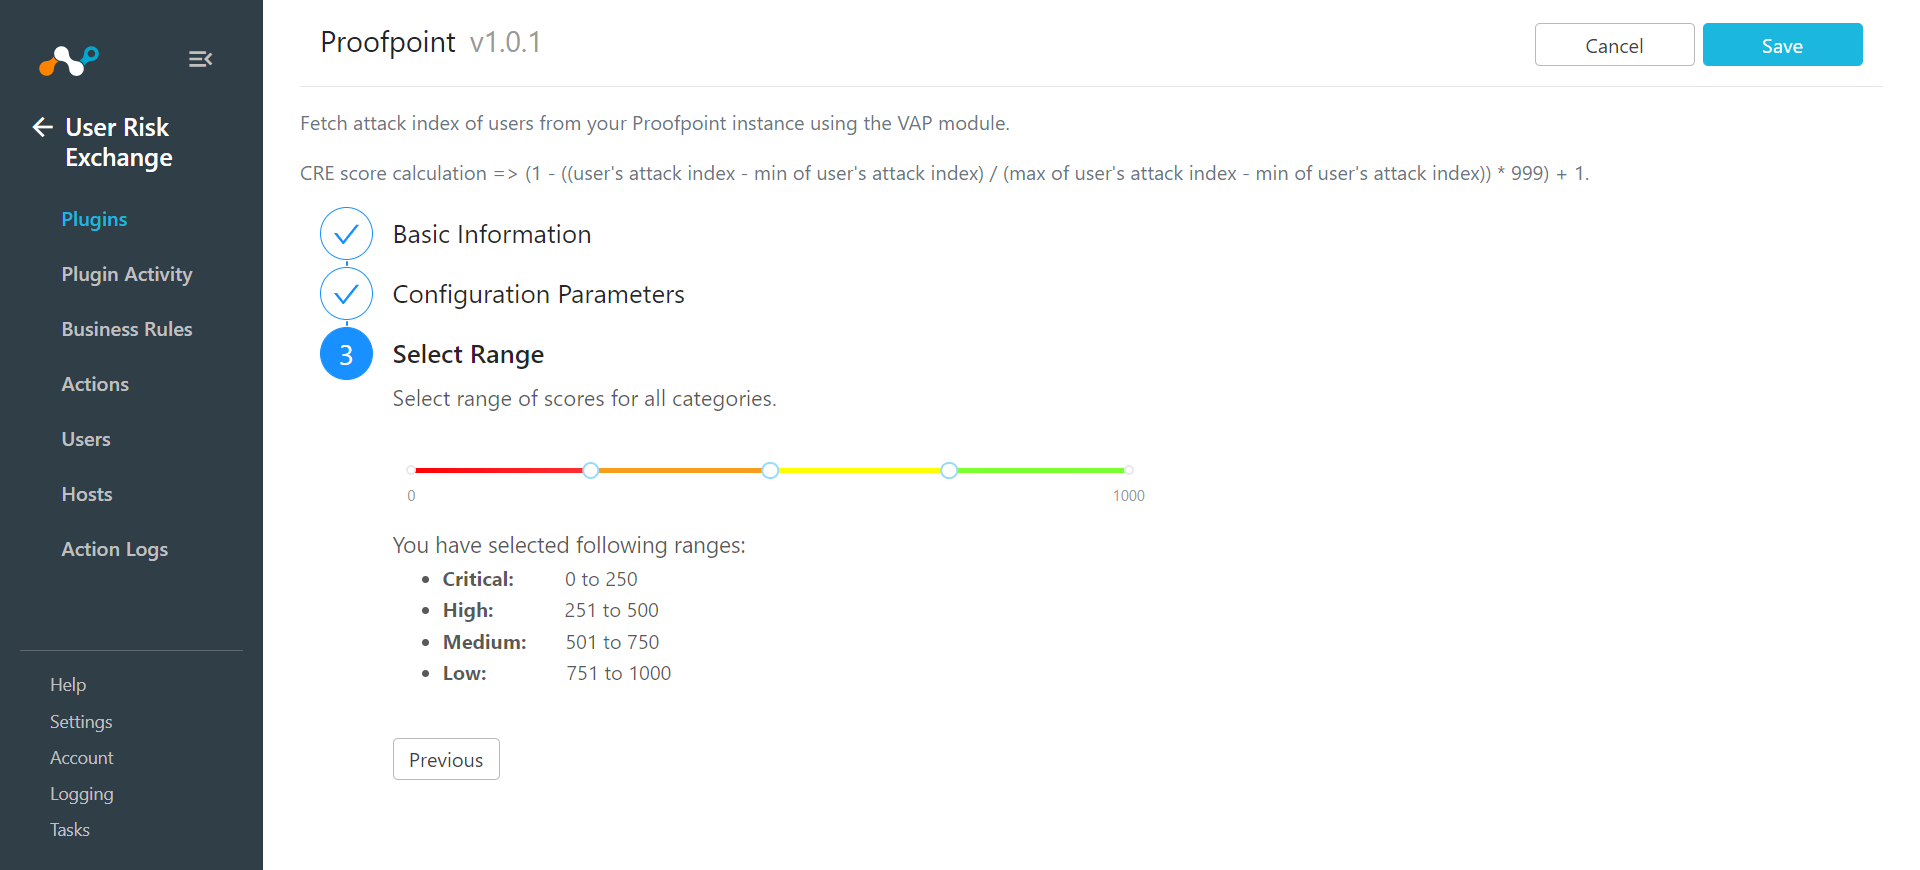 Proofpoint v1.0.1
Cancel
Save
User Risk
Exchange
Plugins
Plugin Activity
Business Rules
Actions
Users
Hosts
Action Logs
Help
Settings
Account
Logging
Tasks
Fetch attack index of users from your Proofpoint instance using the VAP module.
CRE score calculation => (1 - ((user's attack index - min of user's attack index) / (max of user's attack index - min of user's attack index)) * 999) + 1.
Basic Information
Configuration Parameters
3 Select Range
Select range of scores for all categories.
0 1000
You have selected following ranges:
• Critical: 0 to 250
• High: 251 to 500
• Medium: 501 to 750
• Low: 751 to 1000
Previous